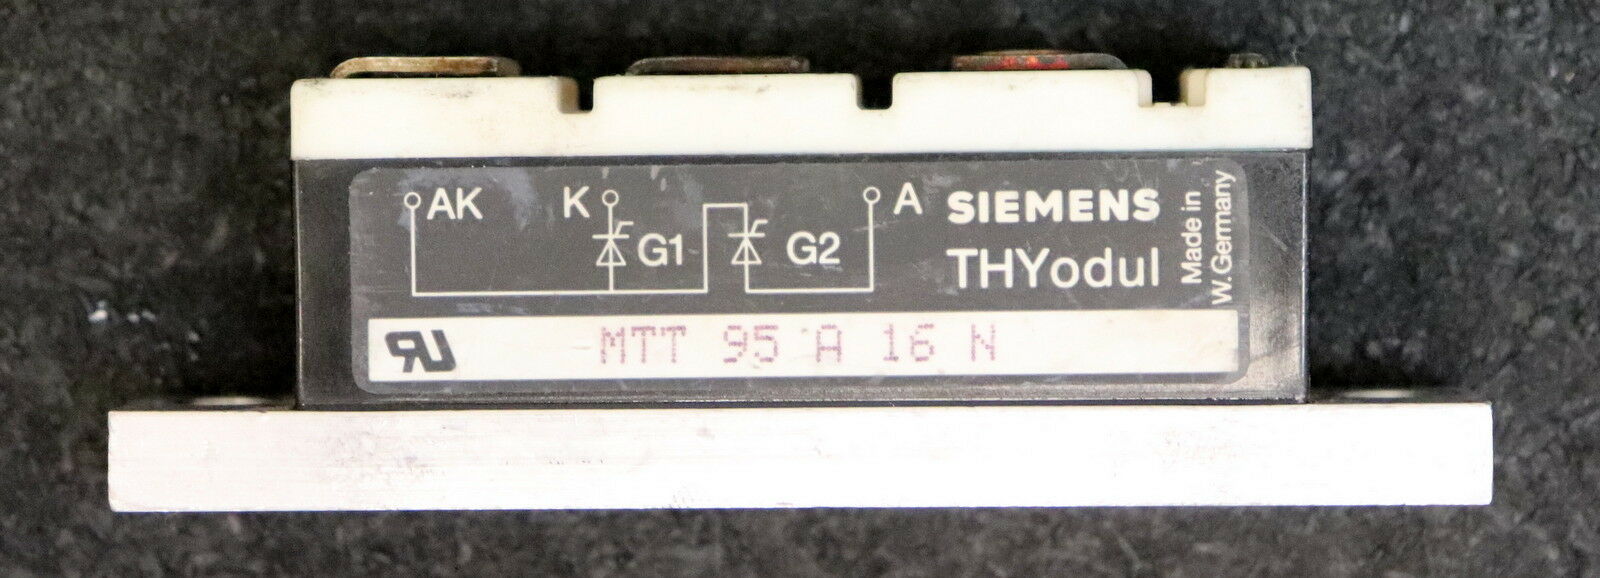 AK K G1 G2 A
SIEMENS
THYodul
Made in
W.Germany
MTT 95 A 16 N